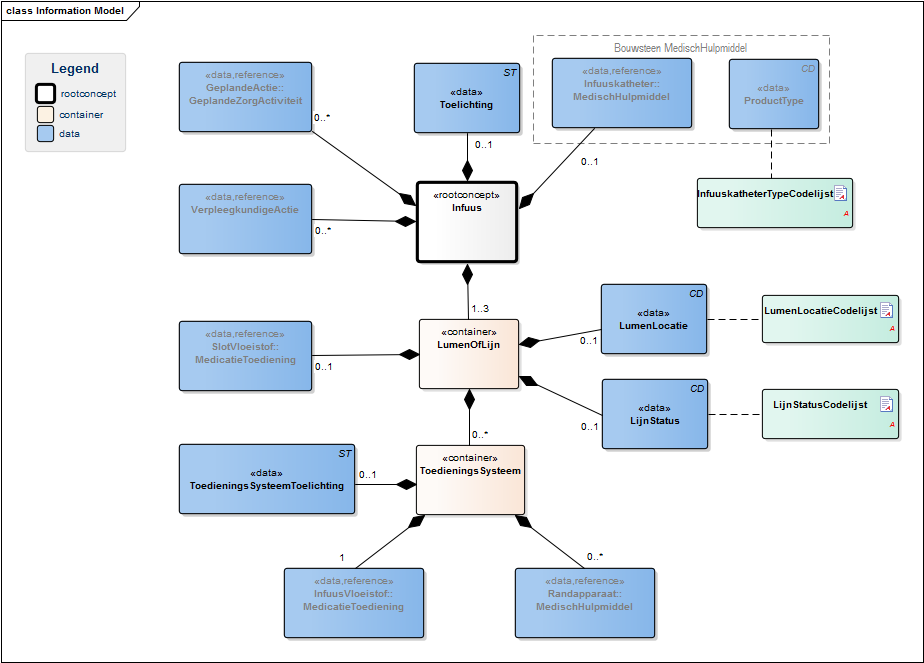 class Information Model
Legend
rootconcept
container
data
«data,reference»
GeplandeActie::
GeplandeZorgActiviteit
0..*
ST
«data»
Toelichting
0..1
Bouwsteen MedischHulpmiddel
«data,reference»
Infuuskatheter::
MedischHulpmiddel
0..1
CD
«data»
ProductType
InfuuskatheterTypeCodelijst
A
«data,reference»
VerpleegkundigeActie
0..*
«rootconcept»
Infuus
1..3
«container»
LumenOfLijn
«data,reference»
SlotVloeistof::
MedicatieToediening
0..1
CD
«data»
LumenLocatie
0..1
LumenLocatieCodelijst
A
CD
«data»
LijnStatus
0..1
LijnStatusCodelijst
A
0..*
«container»
ToedieningsSysteem
ST
«data»
ToedieningsSysteemToelichting
0..1
1
«data,reference»
InfuusVloeistof::
MedicatieToediening
0..*
«data,reference»
Randapparaat::
MedischHulpmiddel